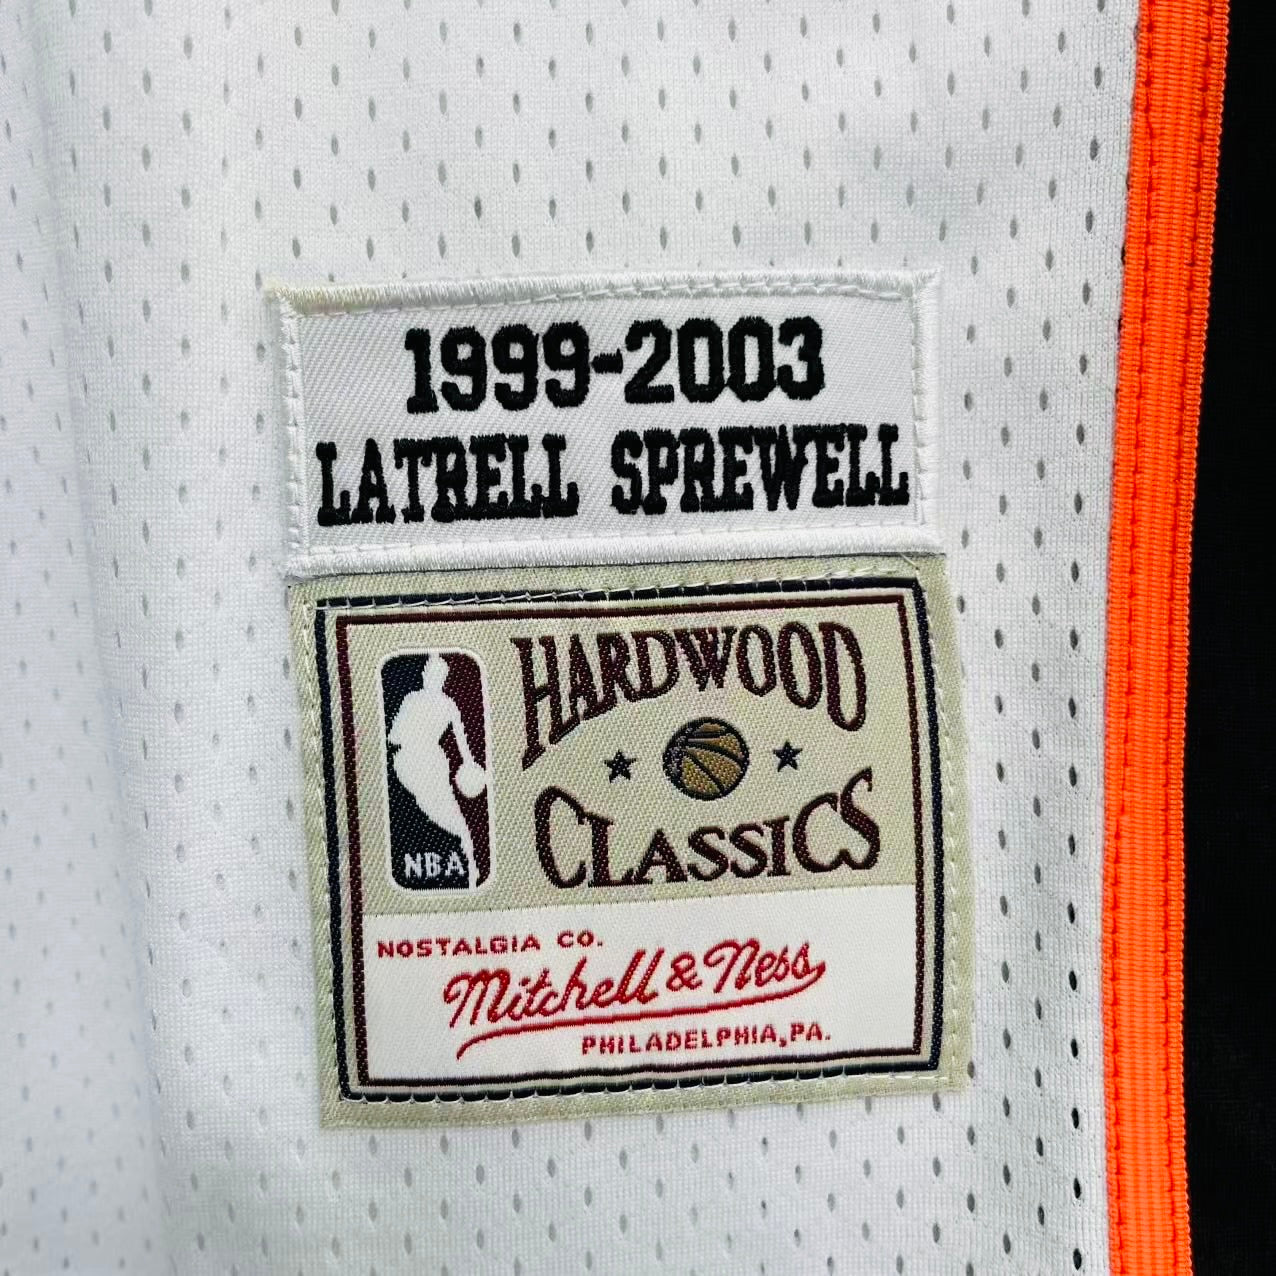 1999-2003
LATRELL SPREWELL
HARDWOOD
CLASSICS
NBA
NOSTALGIA CO.
Mitchell & Ness
PHILADELPHIA, PA.